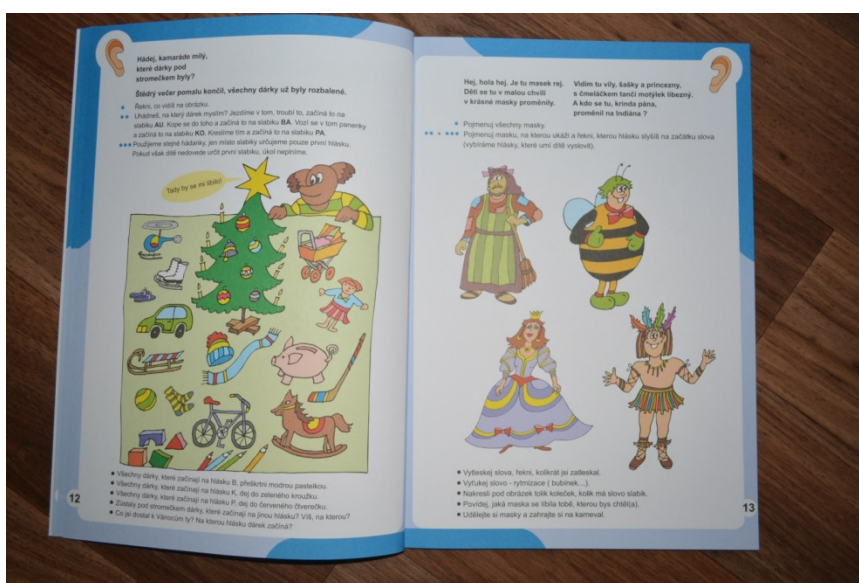 Hádej, kamaráde milý,
které dárky pod
stromečkem byly?
Štědrý večer pomalu končil, všechny dárky už byly rozbalené.
Řekni, co vidíš na obrázku.
Uhádneš, na který dárek myslím? Jezdíme v tom, troubí to, začíná to na
slabiku AU. Kope se do toho a začíná to na slabiku BA. Vozí se v tom panenky
a začíná to na slabiku KO. Kreslíme tím a začíná to na slabiku PA.
Použijeme stejné hádanky, jen místo slabiky určujeme pouze první hlásku.
Pokud však dítě nedovede určit první slabiku, úkol neplníme.
Tady by se mi líbilo!
• Všechny dárky, které začínají na hlásku B, přeškrtni modrou pastelkou.
• Všechny dárky, které začínají na hlásku K, dej do zeleného kroužku.
• Všechny dárky, které začínají na hlásku P, dej do červeného čtverečku.
• Zůstaly pod stromečkem dárky, které začínají na jinou hlásku? Víš, na kterou?
• Co jsi dostal k Vánocům ty? Na kterou hlásku dárek začíná?
12
Hej, hola hej. Je tu masek rej.
Děti se tu v malou chvíli
v krásné masky proměnily.
Vidím tu víly, šašky a princezny,
s čmeláčkem tančí motýlek líbezný.
A kdo se tu, krinda pána,
proměnil na Indiána ?
Pojmenuj všechny masky.
Pojmenuj masku, na kterou ukáži a řekni, kterou hlásku slyšíš na začátku slova
(vybíráme hlásky, které umí dítě vyslovit).
• Vytleskej slova, řekni, kolikrát jsi zatleskal.
• Vyťukej slovo - rytmizace ( bubínek....).
• Nakresli pod obrázek tolik koleček, kolik má slovo slabik.
• Povídej, jaká maska se líbila tobě, kterou bys chtěl(a).
• Udělejte si masky a zahrajte si na karneval.
13